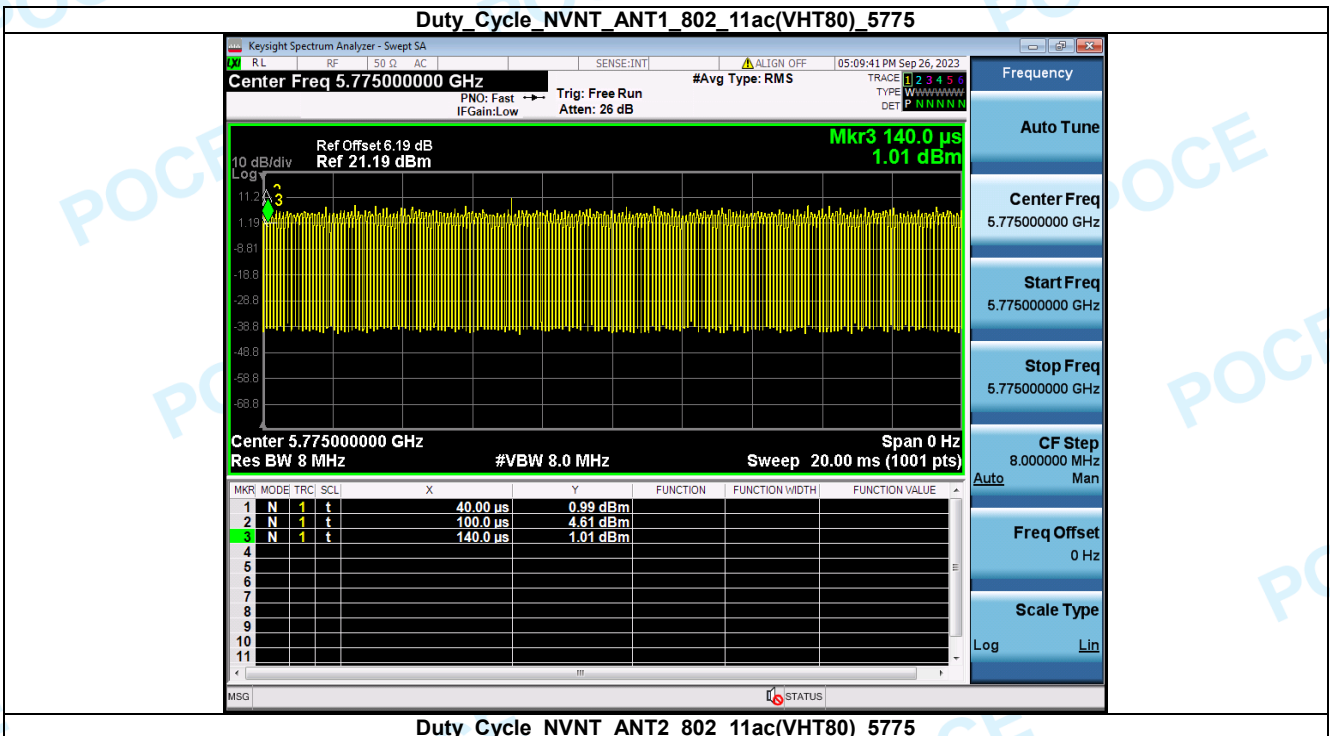 Duty_Cycle_NVNT_ANT1_802_11ac(VHT80)_5775
Keysight Spectrum Analyzer - Swept SA
LXI RL RF 50 Ω AC SENSE:INT ALIGN OFF 05:09:41 PM Sep 26, 2023
Center Freq 5.775000000 GHz #Avg Type: RMS TRACE 1 2 3 4 5 6
PNO: Fast Trig: Free Run TYPE WWWWWW
IFGain:Low Atten: 26 dB DET P N N N N N
Frequency
Auto Tune
Ref Offset 6.19 dB Mkr3 140.0 µs
10 dB/div Ref 21.19 dBm 1.01 dBm
Log
11.2
1.19
-8.81
-18.8
-28.8
-38.8
-48.8
-58.8
-68.8
3
Center 5.775000000 GHz Span 0 Hz
Res BW 8 MHz #VBW 8.0 MHz Sweep 20.00 ms (1001 pts)
MKR MODE TRC SCL X Y FUNCTION FUNCTION WIDTH FUNCTION VALUE
1 N 1 t 40.00 µs 0.99 dBm
2 N 1 t 100.0 µs 4.61 dBm
3 N 1 t 140.0 µs 1.01 dBm
4
5
6
7
8
9
10
11
MSG STATUS
Center Freq
5.775000000 GHz
Start Freq
5.775000000 GHz
Stop Freq
5.775000000 GHz
CF Step
8.000000 MHz
Auto Man
Freq Offset
0 Hz
Scale Type
Log Lin
Duty_Cycle_NVNT_ANT2_802_11ac(VHT80)_5775
POCE
POCE
POCE